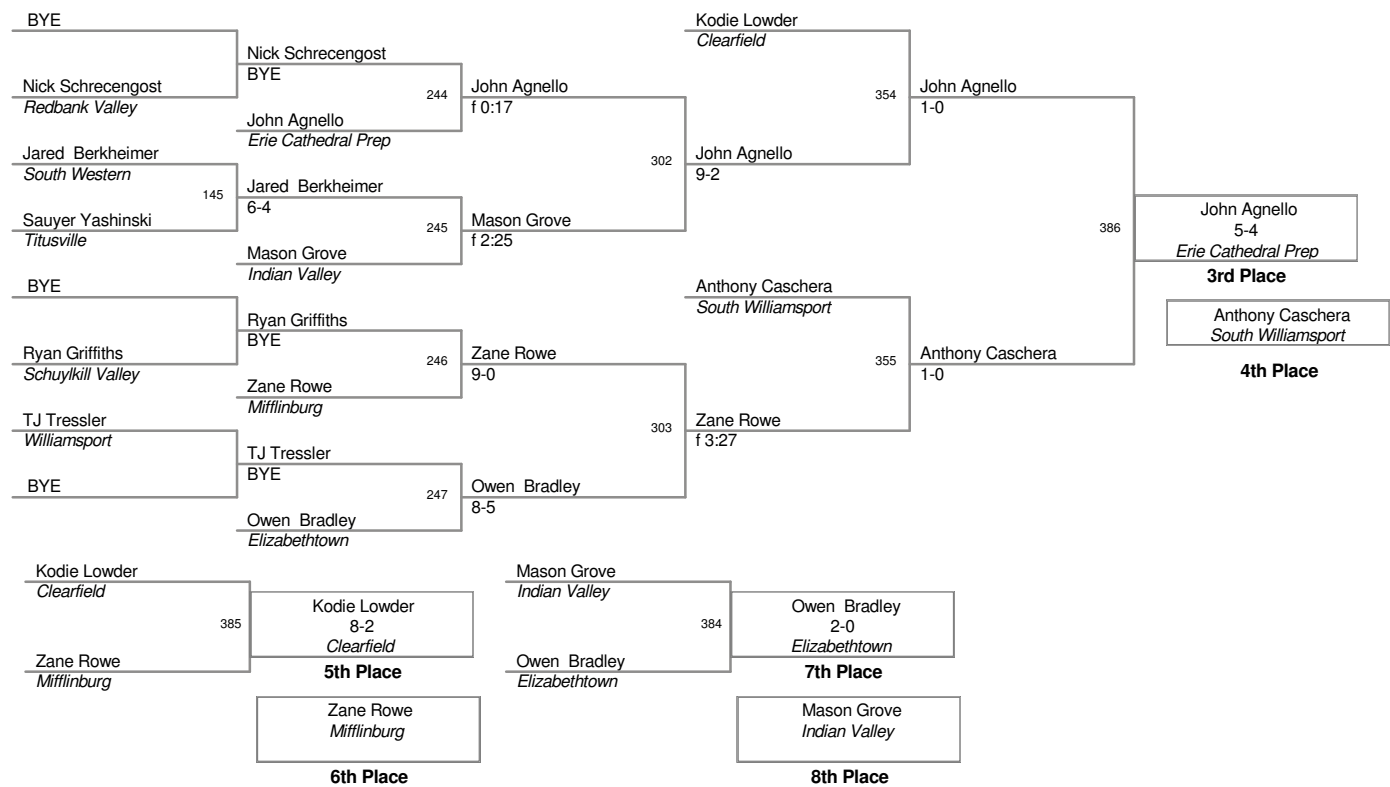 BYE
Nick Schrecengost
Redbank Valley
Jared Berkheimer
South Western
145
Sauyer Yashinski
Titusville
BYE
Ryan Griffiths
Schuylkill Valley
TJ Tressler
Williamsport
BYE
Nick Schrecengost
BYE
244
John Agnello
Erie Cathedral Prep
Jared Berkheimer
6-4
245
Mason Grove
Indian Valley
Ryan Griffiths
BYE
246
Zane Rowe
Mifflinburg
TJ Tressler
BYE
247
Owen Bradley
Elizabethtown
John Agnello
f 0:17
302
Mason Grove
f 2:25
Zane Rowe
9-0
303
Owen Bradley
8-5
Kodie Lowder
Clearfield
354
John Agnello
9-2
Anthony Caschera
South Williamsport
355
Zane Rowe
f 3:27
John Agnello
1-0
386
Anthony Caschera
1-0
John Agnello
5-4
Erie Cathedral Prep
3rd Place
Anthony Caschera
South Williamsport
4th Place
Kodie Lowder
Clearfield
385
Zane Rowe
Mifflinburg
Kodie Lowder
8-2
Clearfield
5th Place
Zane Rowe
Mifflinburg
6th Place
Mason Grove
Indian Valley
384
Owen Bradley
Elizabethtown
Owen Bradley
2-0
Elizabethtown
7th Place
Mason Grove
Indian Valley
8th Place